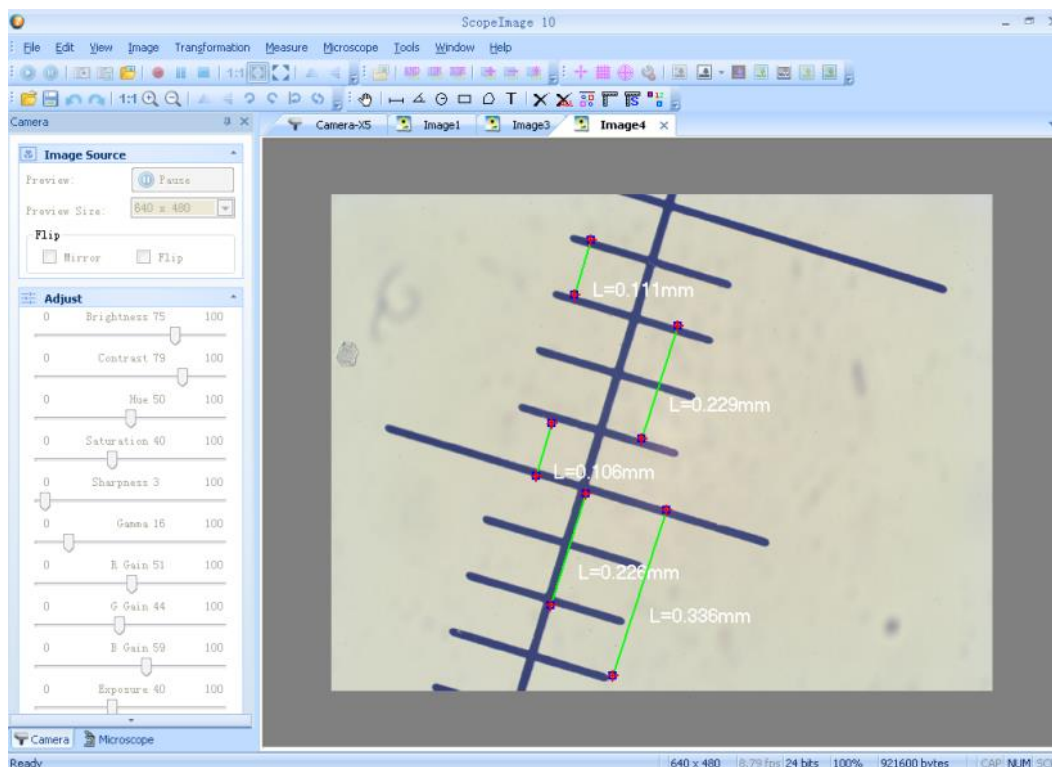 ScopeImage 10
File Edit View Image Transformation Measure Microscope Tools Window Help
1:1
1:1 T
Camera
Camera-X5 Image1 Image3 Image4
Image Source
Preview: Pause
Preview Size: 640 x 480
Flip
Mirror Flip
Adjust
0 Brightness 75 100
0 Contrast 79 100
0 Hue 50 100
0 Saturation 40 100
0 Sharpness 3 100
0 Gamma 16 100
0 R Gain 51 100
0 G Gain 44 100
0 B Gain 59 100
0 Exposure 40 100
L=0.111mm
L=0.229mm
L=0.106mm
L=0.226mm
L=0.336mm
Camera Microscope
Ready 640 x 480 8.79 fps 24 bits 100% 921600 bytes CAP NUM